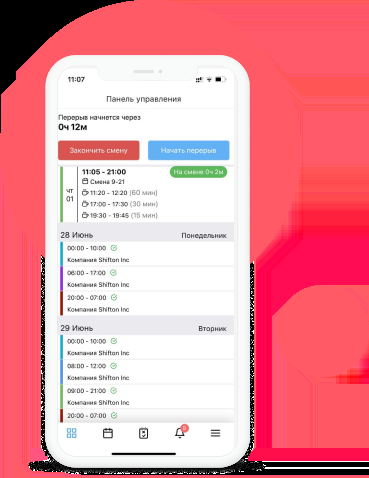 11:07
Панель управления
Перерыв начнется через
0ч 12м
Закончить смену
Начать перерыв
11:05 - 21:00
На смене 0ч 2м
Смена 9-21
чт
01
11:20 - 12:20 (60 мин)
17:00 - 17:30 (30 мин)
19:30 - 19:45 (15 мин)
28 Июнь
Понедельник
00:00 - 10:00
Компания Shifton Inc
06:00 - 17:00
Компания Shifton Inc
20:00 - 07:00
Компания Shifton Inc
29 Июнь
Вторник
00:00 - 10:00
Компания Shifton Inc
08:00 - 12:00
Компания Shifton Inc
09:00 - 21:00
Компания Shifton Inc
20:00 - 07:00